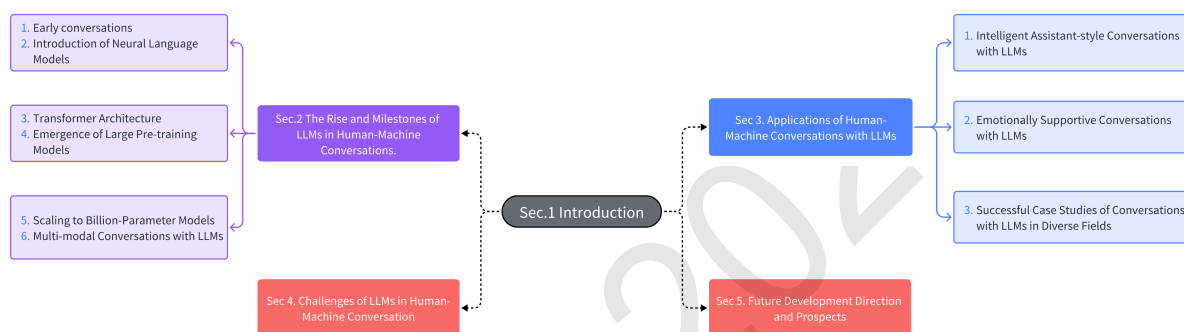 1. Early conversations
2. Introduction of Neural Language
Models
3. Transformer Architecture
4. Emergence of Large Pre-training
Models
5. Scaling to Billion-Parameter Models
6. Multi-modal Conversations with LLMs
Sec.2 The Rise and Milestones of
LLMs in Human-Machine
Conversations.
Sec 4. Challenges of LLMs in Human-
Machine Conversation
Sec.1 Introduction
Sec 3. Applications of Human-
Machine Conversations with LLMs
Sec 5. Future Development Direction
and Prospects
1. Intelligent Assistant-style Conversations
with LLMs
2. Emotionally Supportive Conversations
with LLMs
3. Successful Case Studies of Conversations
with LLMs in Diverse Fields